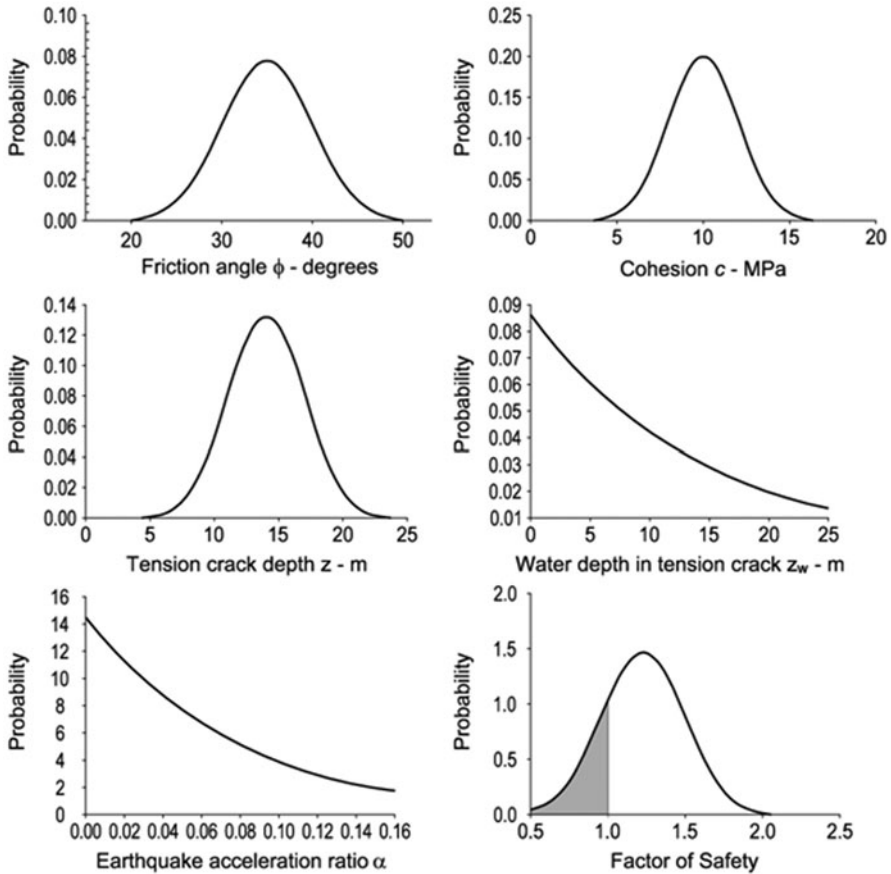 Probability
0.10
0.08
0.06
0.04
0.02
0.00
20 30 40 50
Friction angle ϕ - degrees
Probability
0.25
0.20
0.15
0.10
0.05
0.00
0 5 10 15 20
Cohesion c - MPa
Probability
0.14
0.12
0.10
0.08
0.06
0.04
0.02
0.00
0 5 10 15 20 25
Tension crack depth z - m
Probability
0.09
0.08
0.07
0.06
0.05
0.04
0.03
0.02
0.01
0 5 10 15 20 25
Water depth in tension crack zw - m
Probability
16
14
12
10
8
6
4
2
0
0.00 0.02 0.04 0.06 0.08 0.10 0.12 0.14 0.16
Earthquake acceleration ratio α
Probability
2.0
1.5
1.0
0.5
0.0
0.5 1.0 1.5 2.0 2.5
Factor of Safety